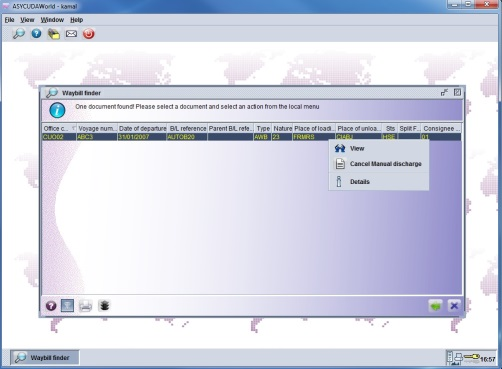 ASYCUDAWorld - kamal
File View Window Help
Waybill finder
One document found! Please select a document and select an action from the local menu
Office c... Voyage num... Date of departure B/L reference Parent B/L refe... Type Nature Place of loadi... Place of unloa... Sts Split F... Consignee ...
CUO02 ABC3 31/01/2007 AUTOB20 AWB 23 FRMRS CIABJ HSE 01
View
Cancel Manual discharge
Details
Waybill finder
16:57